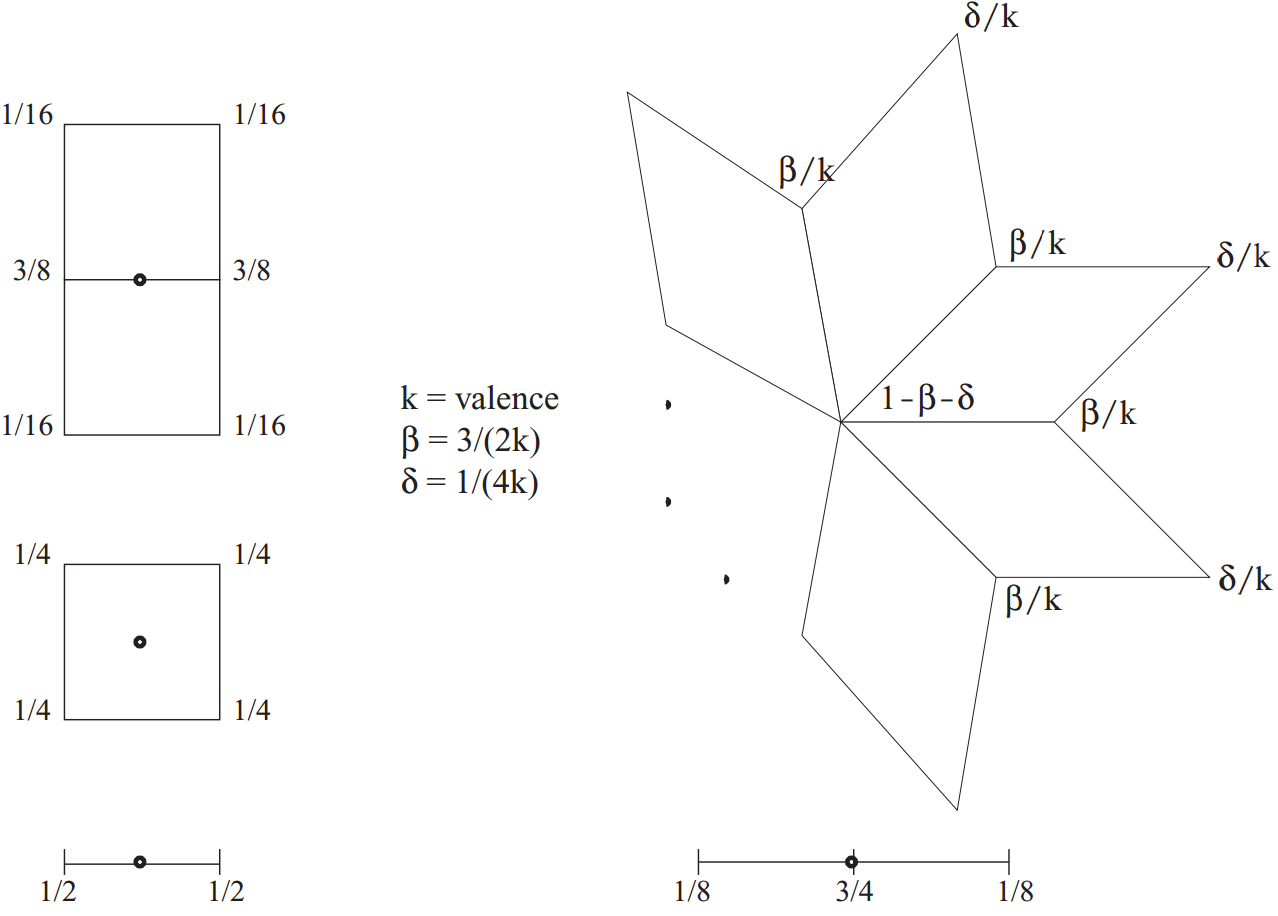 1/16 1/16
3/8 3/8
1/16 1/16
1/4 1/4
1/4 1/4
1/2 1/2
k = valence
β = 3/(2k)
δ = 1/(4k)
δ/k
β/k
β/k
δ/k
1-β-δ
β/k
β/k
δ/k
1/8 3/4 1/8